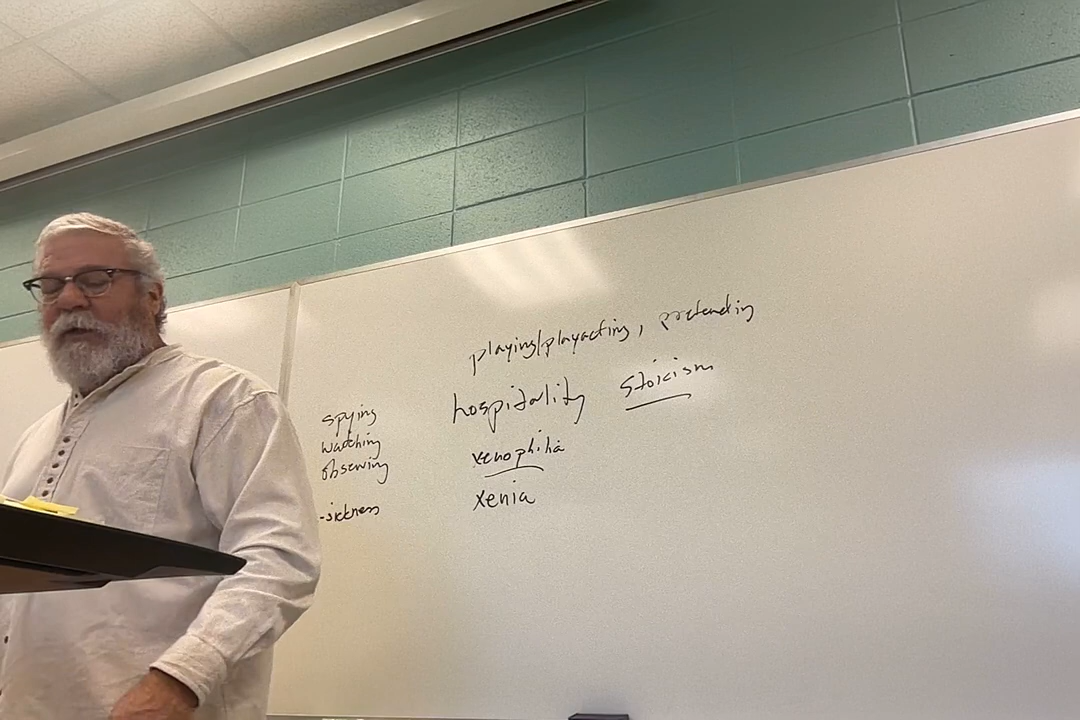 playing/playacting, pretending
hospitality stoicism
xenophilia
xenia
spying
watching
observing
-sickness